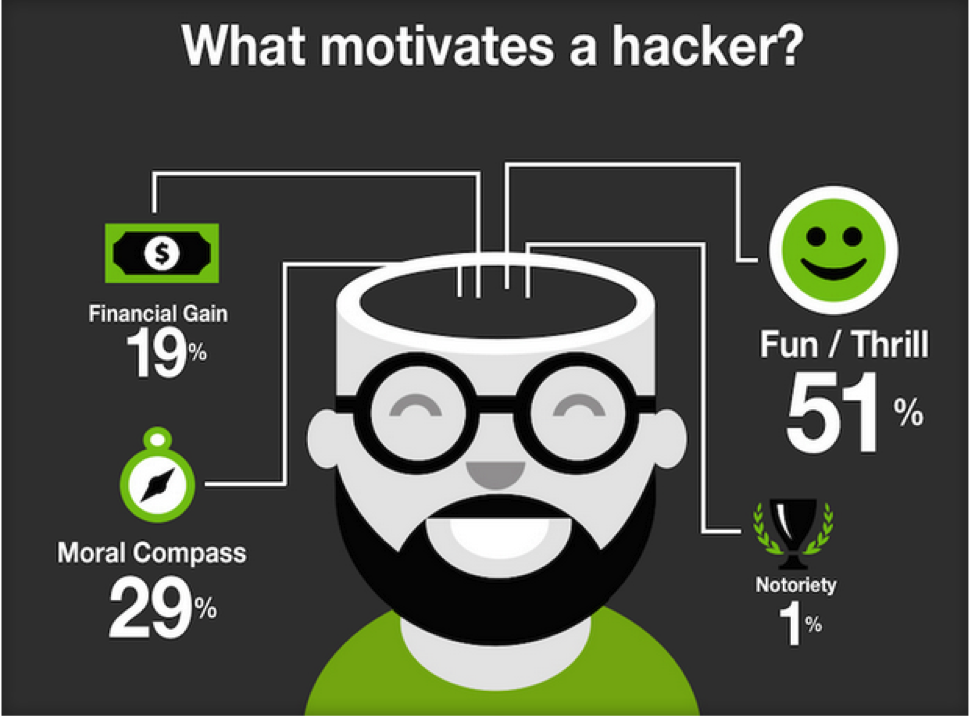 What motivates a hacker?
$
Financial Gain
19%
Fun / Thrill
51 %
Moral Compass
29%
Notoriety
1%